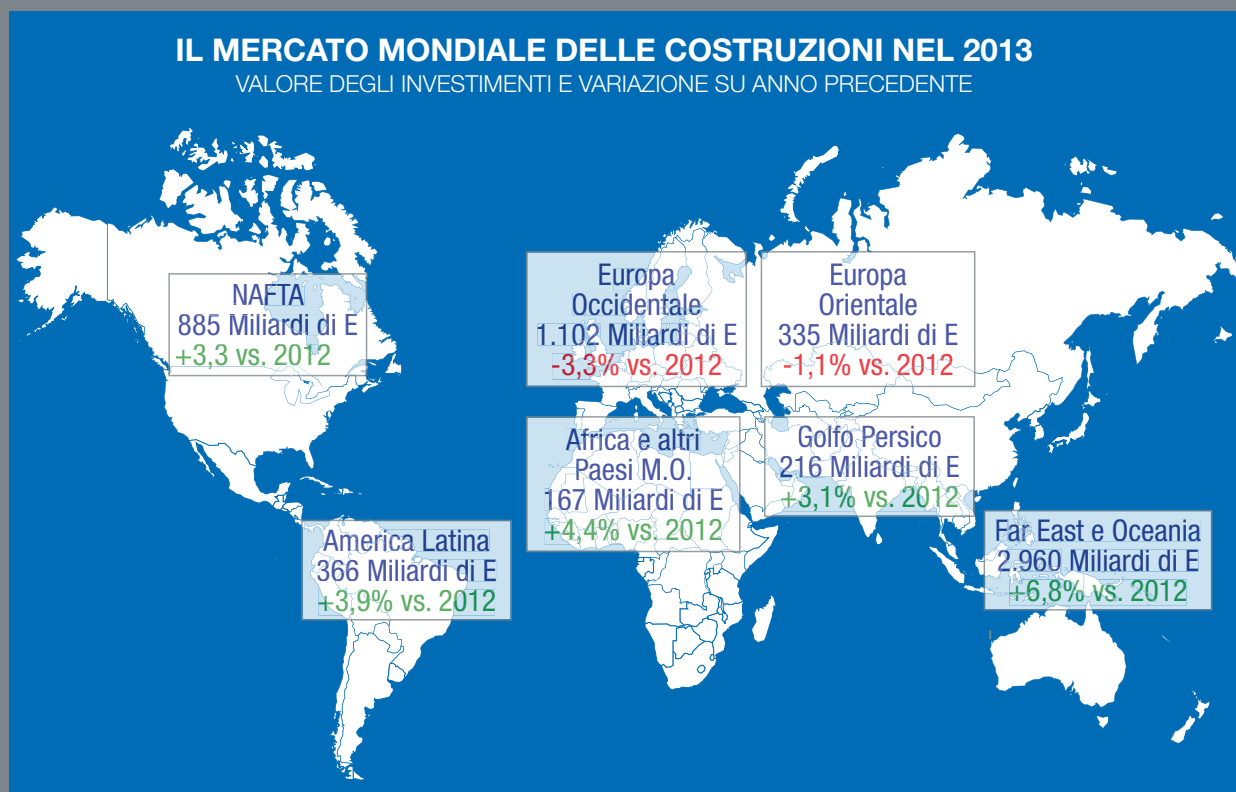 IL MERCATO MONDIALE DELLE COSTRUZIONI NEL 2013
VALORE DEGLI INVESTIMENTI E VARIAZIONE SU ANNO PRECEDENTE
NAFTA
885 Miliardi di E
+3,3 vs. 2012
Europa
Occidentale
1.102 Miliardi di E
-3,3% vs. 2012
Europa
Orientale
335 Miliardi di E
-1,1% vs. 2012
Africa e altri
Paesi M.O.
167 Miliardi di E
+4,4% vs. 2012
Golfo Persico
216 Miliardi di E
+3,1% vs. 2012
America Latina
366 Miliardi di E
+3,9% vs. 2012
Far East e Oceania
2.960 Miliardi di E
+6,8% vs. 2012